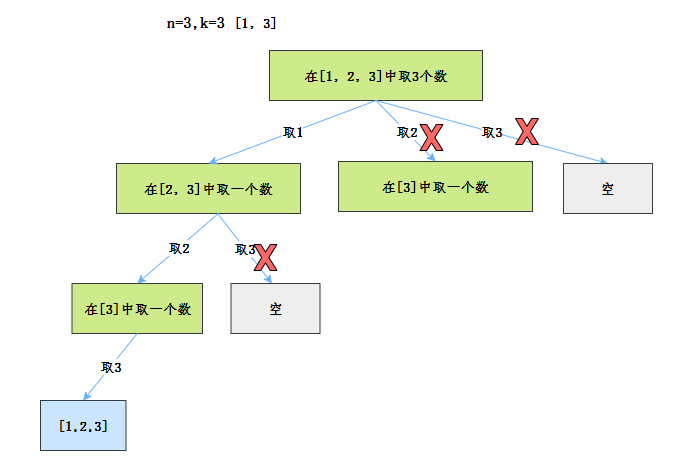 n=3,k=3 [1, 3]
在[1, 2, 3]中取3个数
取1
取2
取3
在[2, 3]中取一个数
在[3]中取一个数
空
取2
取3
在[3]中取一个数
空
取3
[1,2,3]